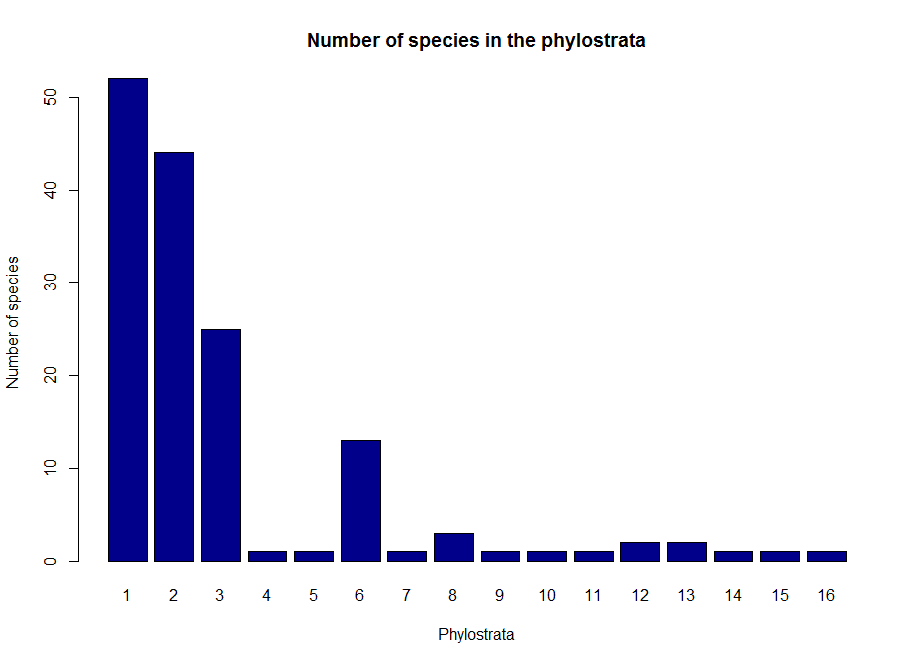 Number of species in the phylostrata
Number of species
50
40
30
20
10
0
1 2 3 4 5 6 7 8 9 10 11 12 13 14 15 16
Phylostrata